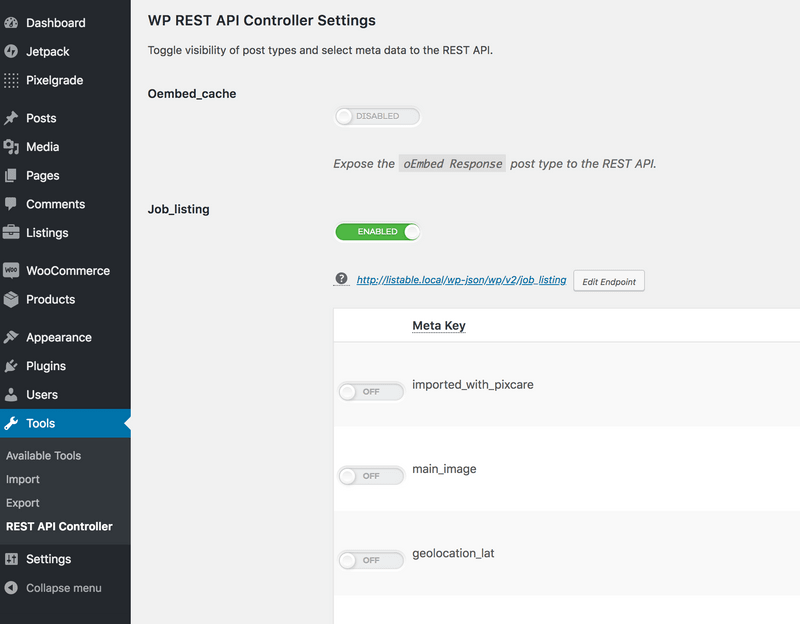 Dashboard
Jetpack
Pixelgrade
Posts
Media
Pages
Comments
Listings
Woo WooCommerce
Products
Appearance
Plugins
Users
Tools
Available Tools
Import
Export
REST API Controller
Settings
Collapse menu
WP REST API Controller Settings
Toggle visibility of post types and select meta data to the REST API.
Oembed_cache
DISABLED
Expose the oEmbed Response post type to the REST API.
Job_listing
ENABLED
? http://listable.local/wp-json/wp/v2/job_listing Edit Endpoint
Meta Key
OFF imported_with_pixcare
OFF main_image
OFF geolocation_lat